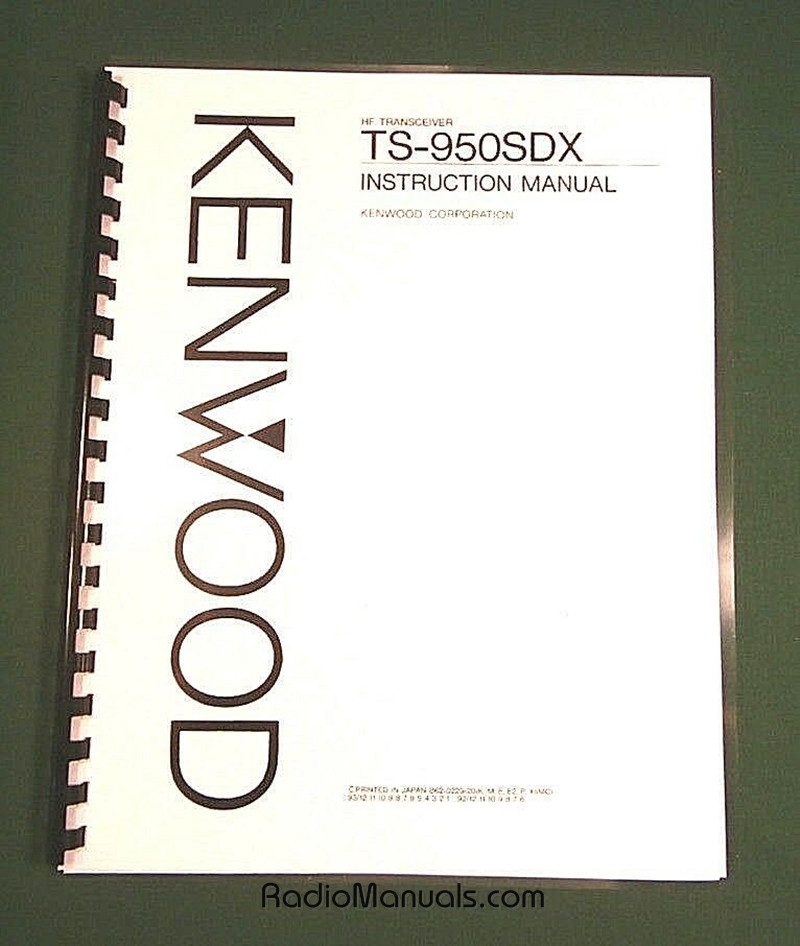 KENWOOD
HF TRANSCEIVER
TS-950SDX
INSTRUCTION MANUAL
KENWOOD CORPORATION
PRINTED IN JAPAN
RadioManuals.com